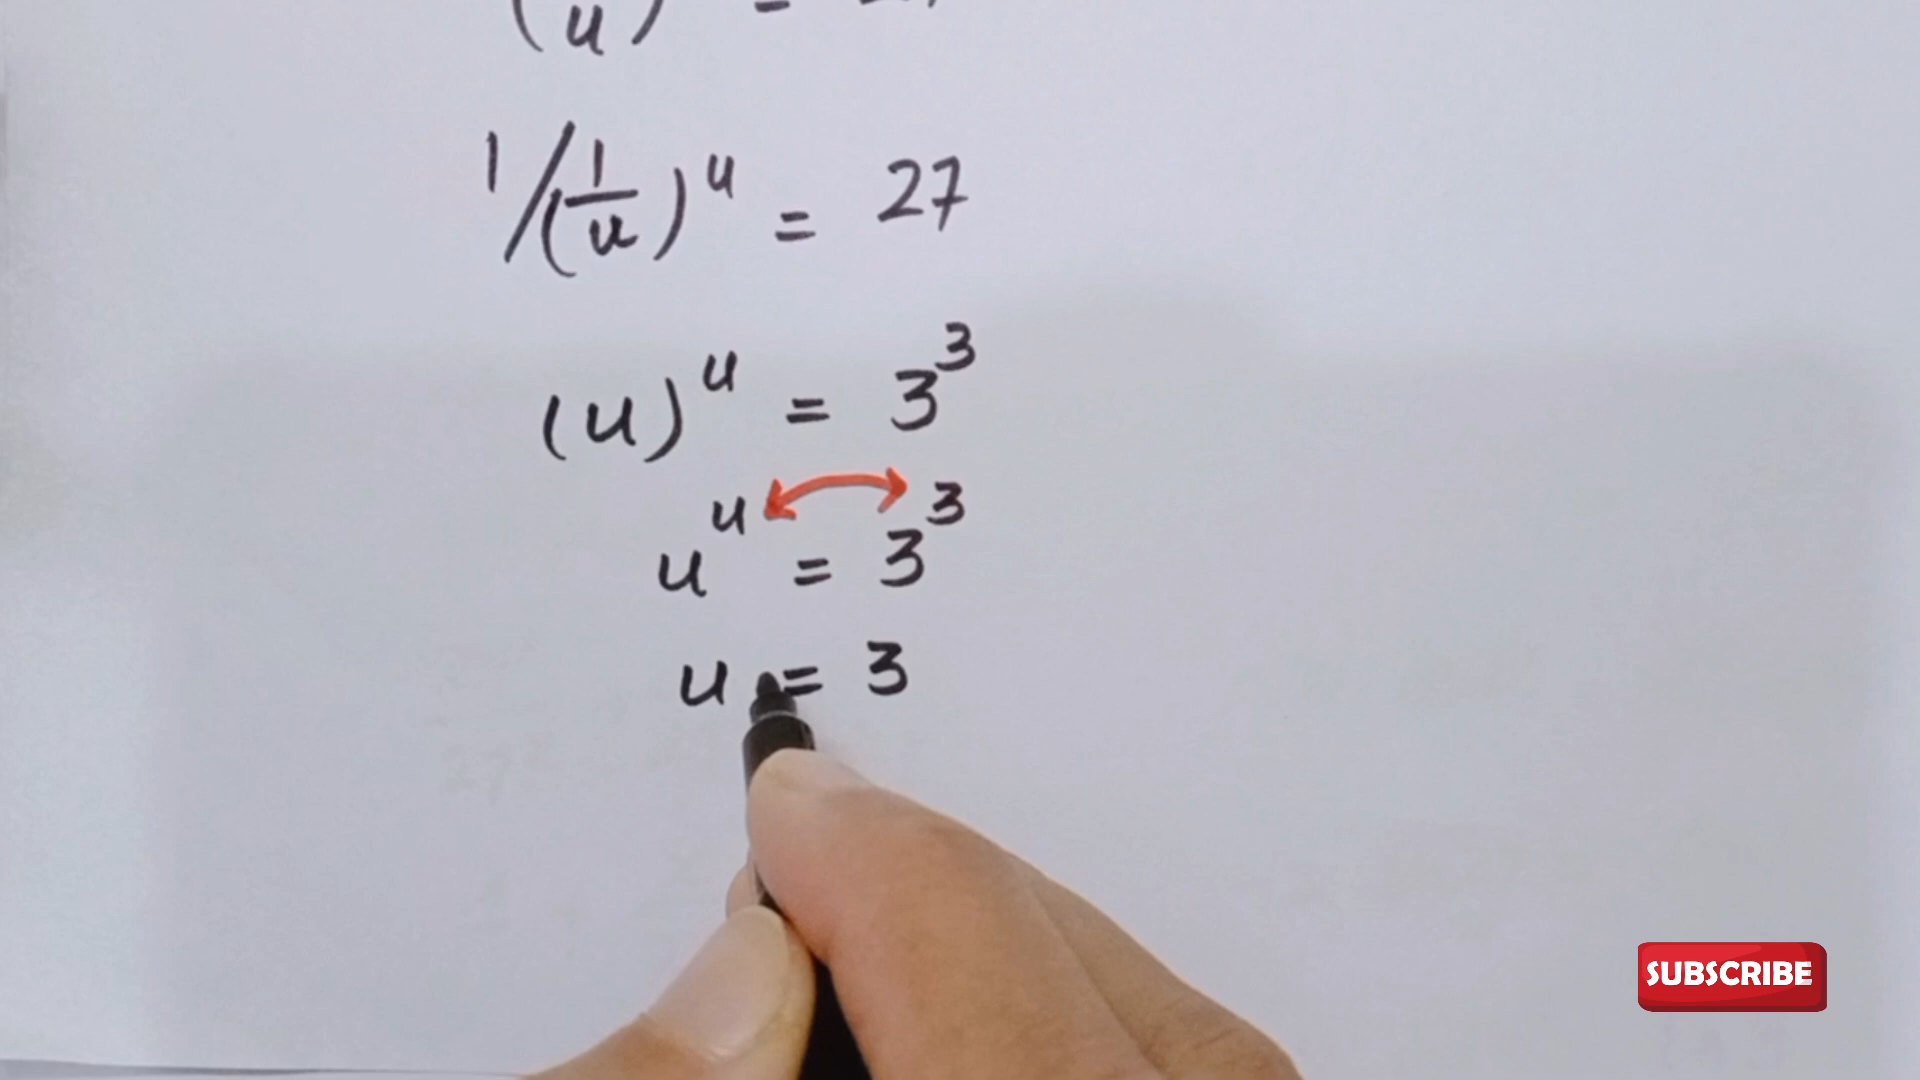 1/(1/u)^u = 27
(u)^u = 3^3
u^u = 3^3
u = 3
SUBSCRIBE